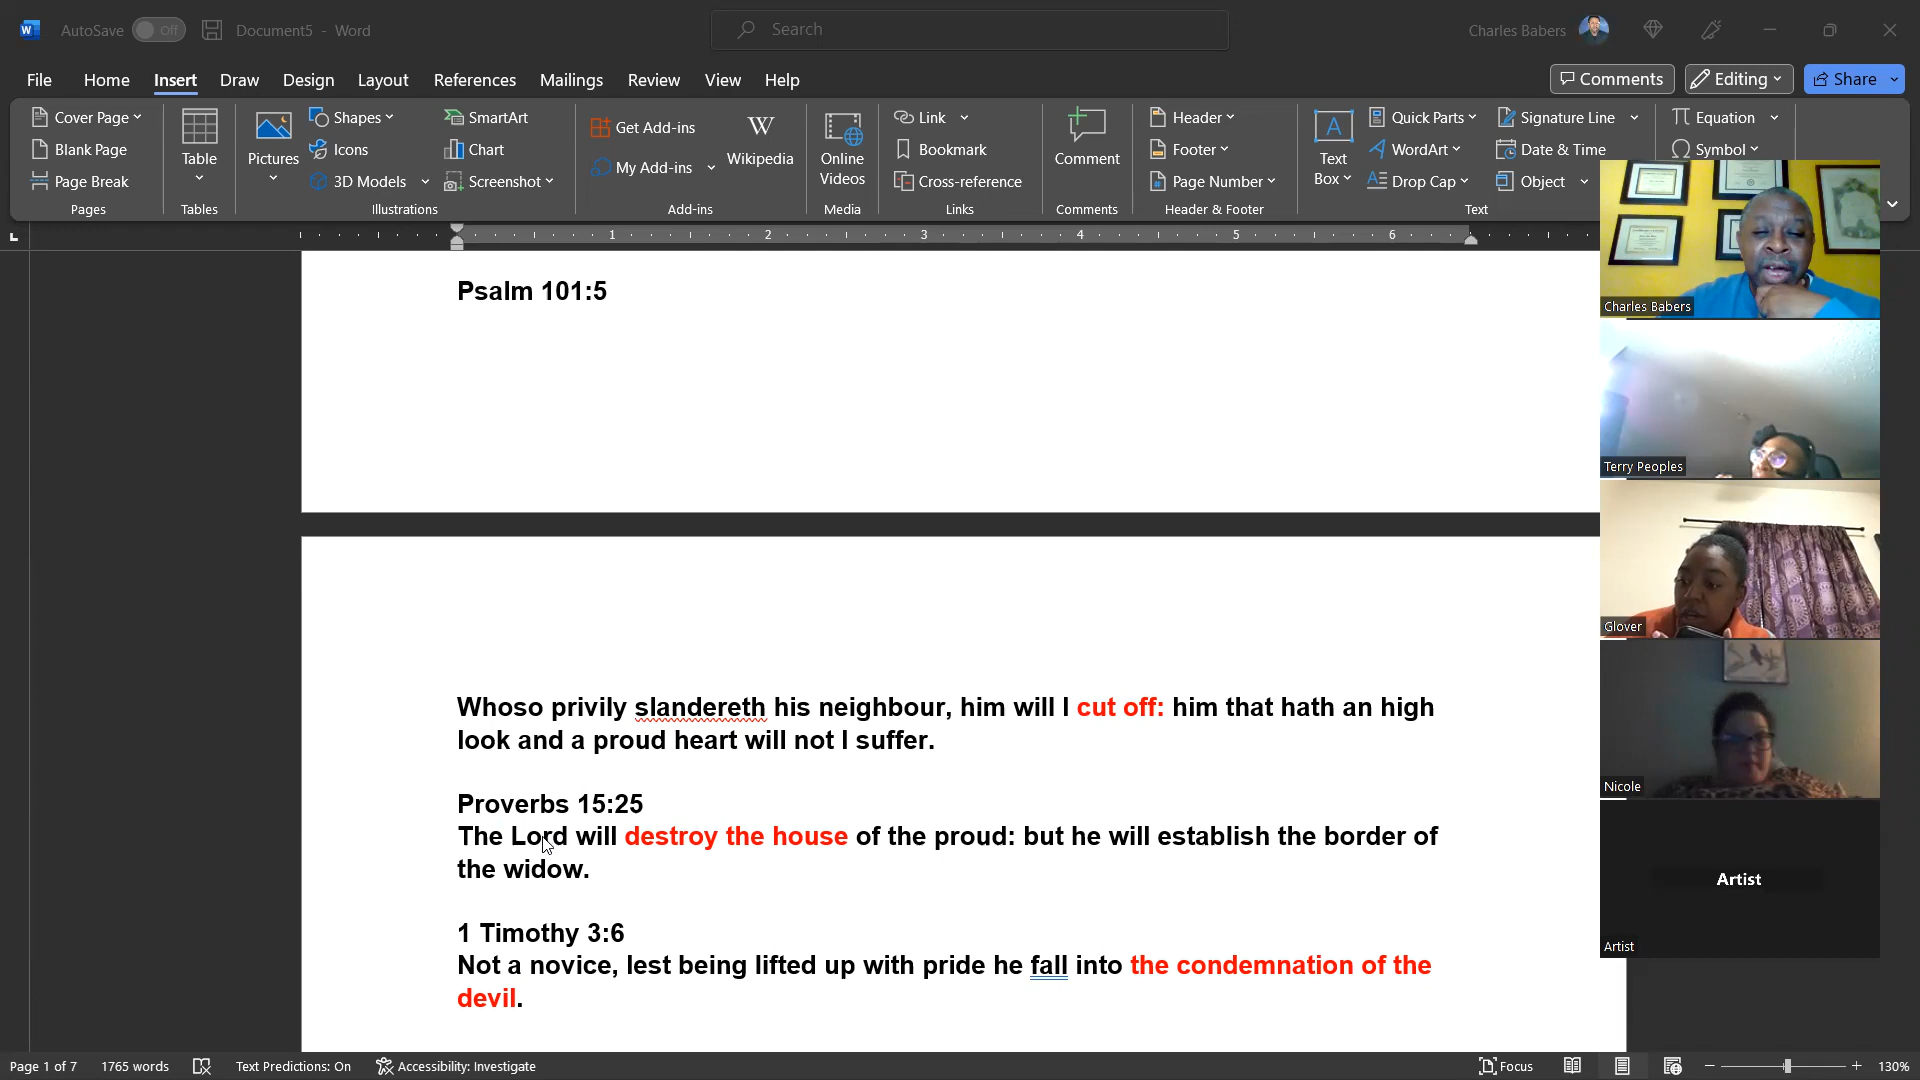 AutoSave Off Document5 - Word Search Charles Babers
File Home Insert Draw Design Layout References Mailings Review View Help Comments Editing Share
Cover Page
Blank Page
Page Break
Pages
Table
Tables
Pictures
Shapes
Icons
3D Models
SmartArt
Chart
Screenshot
Illustrations
Get Add-ins
My Add-ins
Wikipedia
Add-ins
Online
Videos
Media
Link
Bookmark
Cross-reference
Links
Comment
Comments
Header
Footer
Page Number
Header & Footer
Text
Box
Quick Parts
WordArt
Drop Cap
Signature Line
Date & Time
Object
Text
Equation
Symbol
1 2 3 4 5 6
Psalm 101:5
Whoso privily slandereth his neighbour, him will I cut off: him that hath an high
look and a proud heart will not I suffer.
Proverbs 15:25
The Lord will destroy the house of the proud: but he will establish the border of
the widow.
1 Timothy 3:6
Not a novice, lest being lifted up with pride he fall into the condemnation of the
devil.
Charles Babers
Terry Peoples
Glover
Nicole
Artist
Artist
Page 1 of 7 1765 words Text Predictions: On Accessibility: Investigate Focus 130%